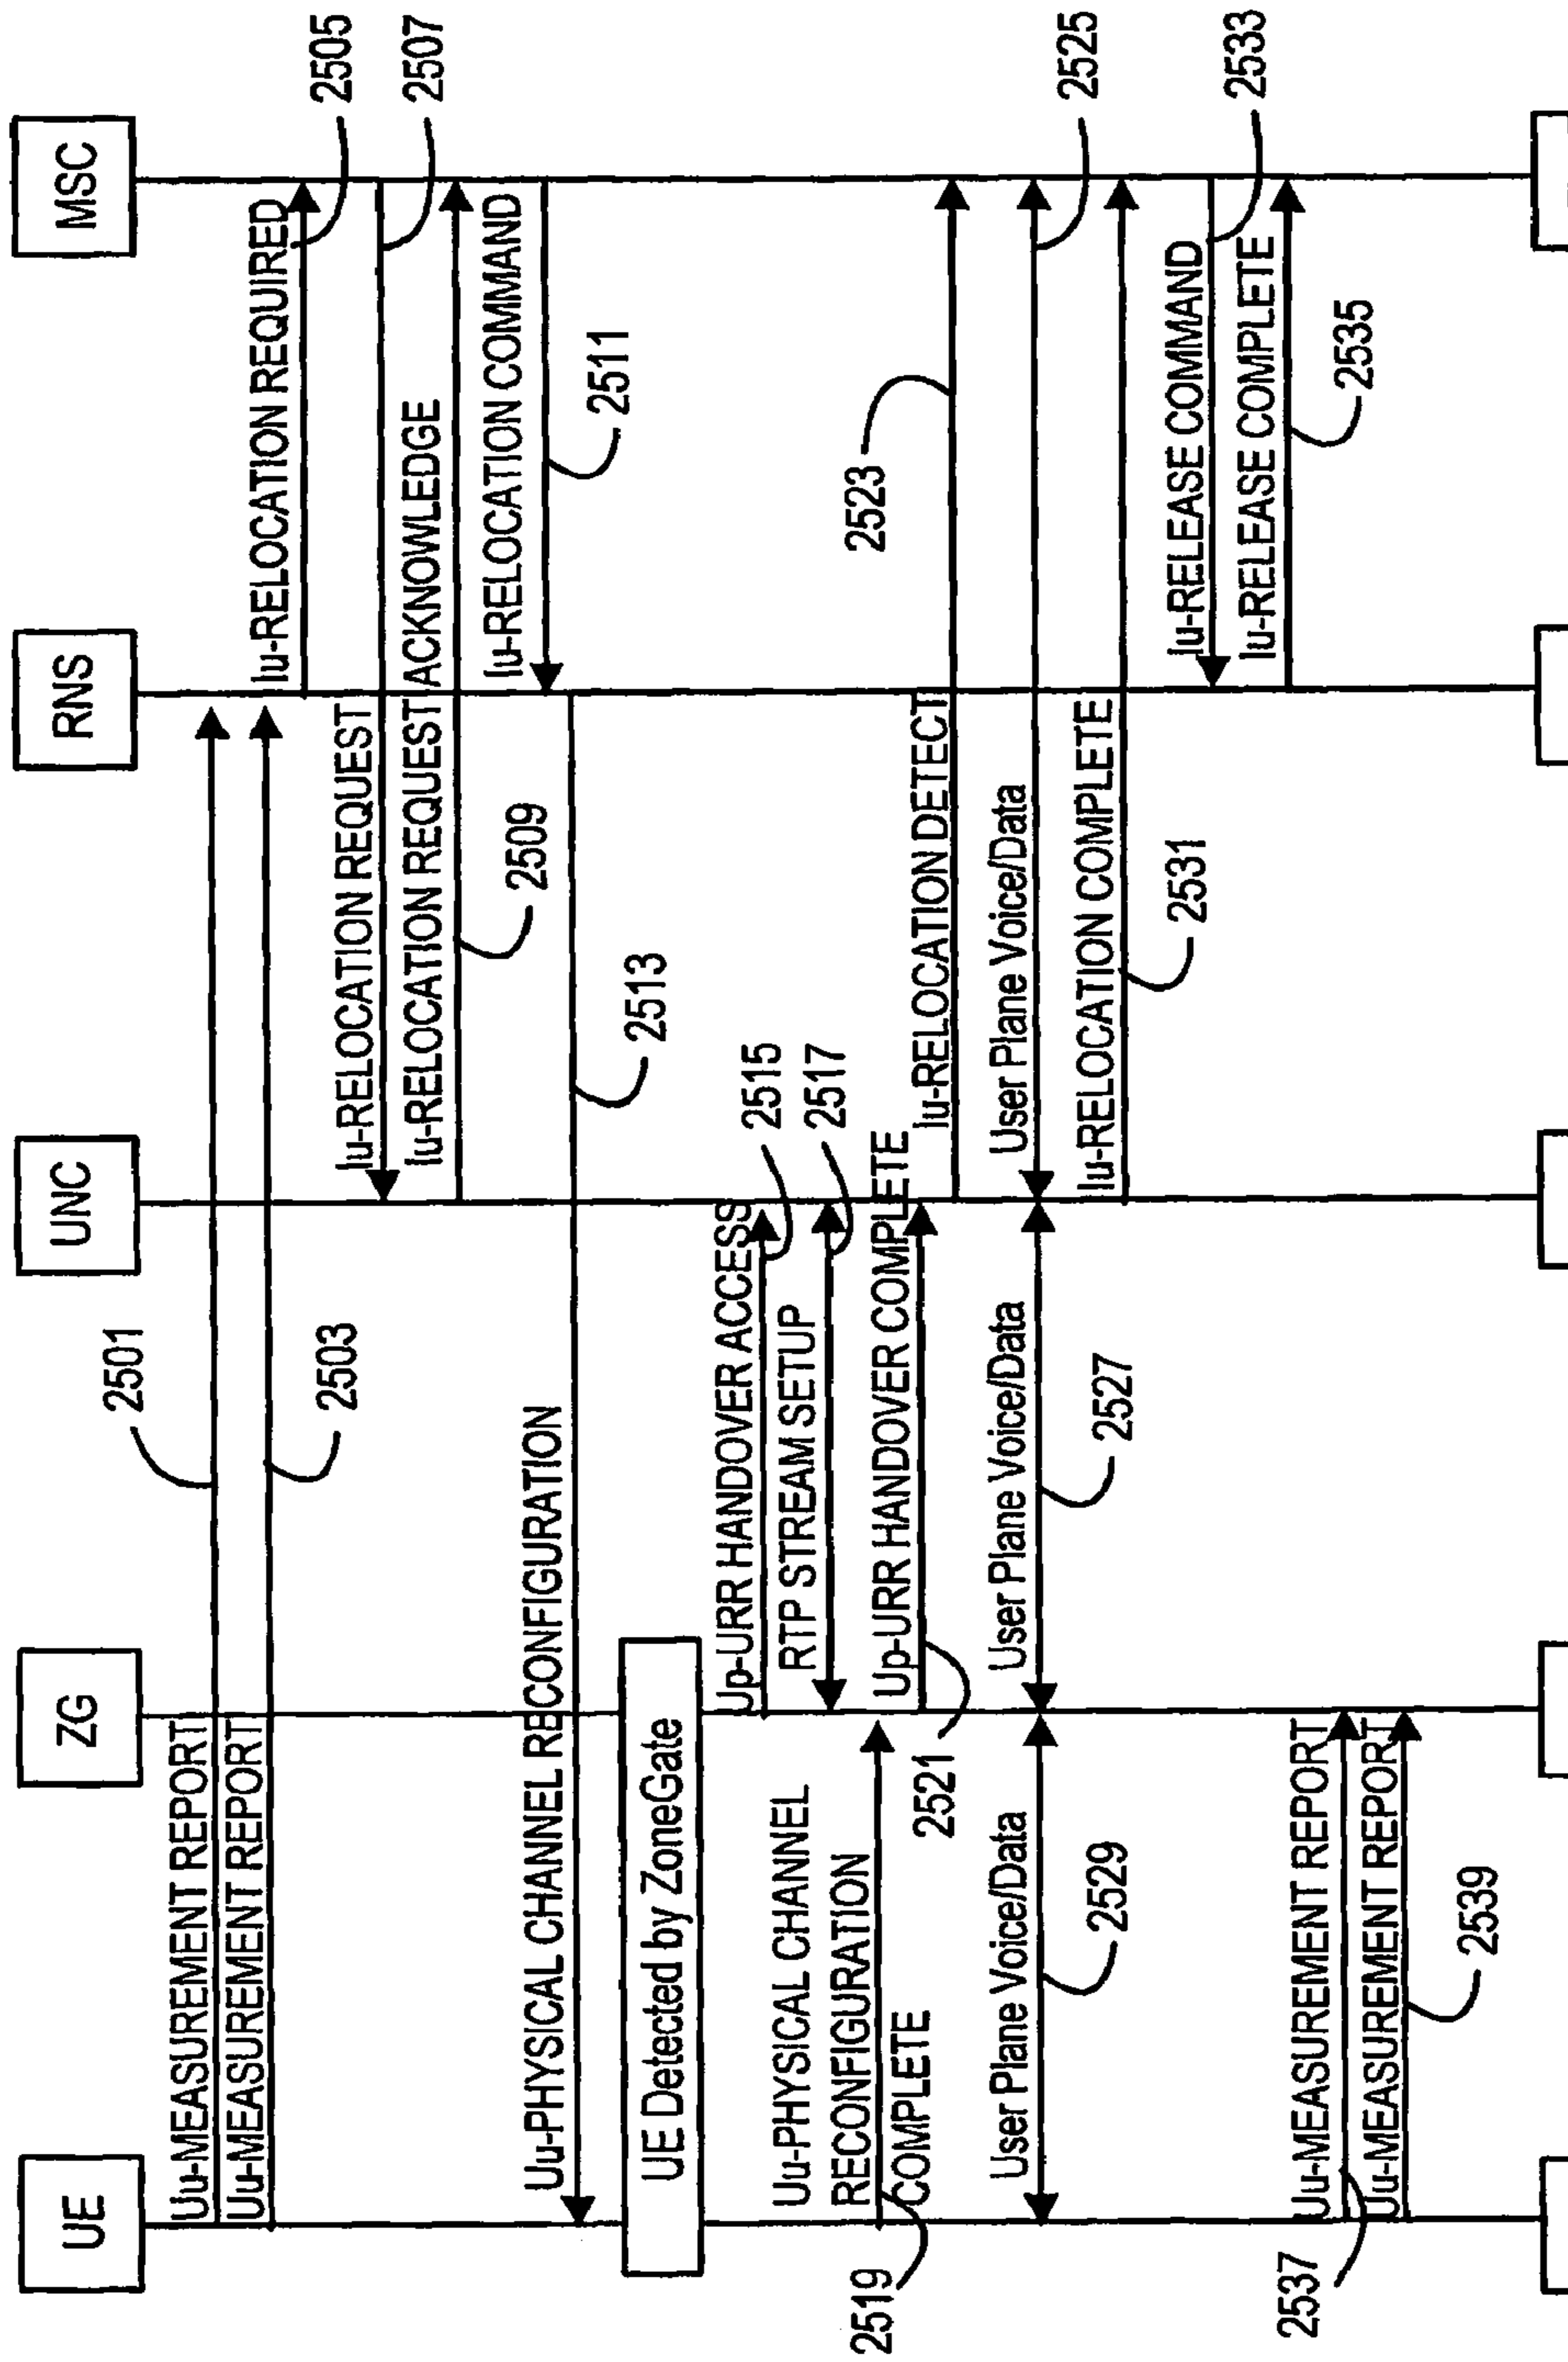 UE
ZG
UNC
RNS
MSC
Uu-MEASUREMENT REPORT
2501
Uu-MEASUREMENT REPORT
2503
Iu-RELOCATION REQUIRED
2505
Iu-RELOCATION REQUEST
2507
Iu-RELOCATION REQUEST ACKNOWLEDGE
2509
Iu-RELOCATION COMMAND
2511
Uu-PHYSICAL CHANNEL RECONFIGURATION
2513
UE Detected by ZoneGate
Up-URR HANDOVER ACCESS
2515
RTP STREAM SETUP
2517
Uu-PHYSICAL CHANNEL
RECONFIGURATION
COMPLETE
2519
Up-URR HANDOVER COMPLETE
2521
Iu-RELOCATION DETECT
2523
User Plane Voice/Data
User Plane Voice/Data
User Plane Voice/Data
2525
2527
2529
Iu-RELOCATION COMPLETE
2531
Iu-RELEASE COMMAND
2533
Iu-RELEASE COMPLETE
2535
Uu-MEASUREMENT REPORT
2537
Uu-MEASUREMENT REPORT
2539